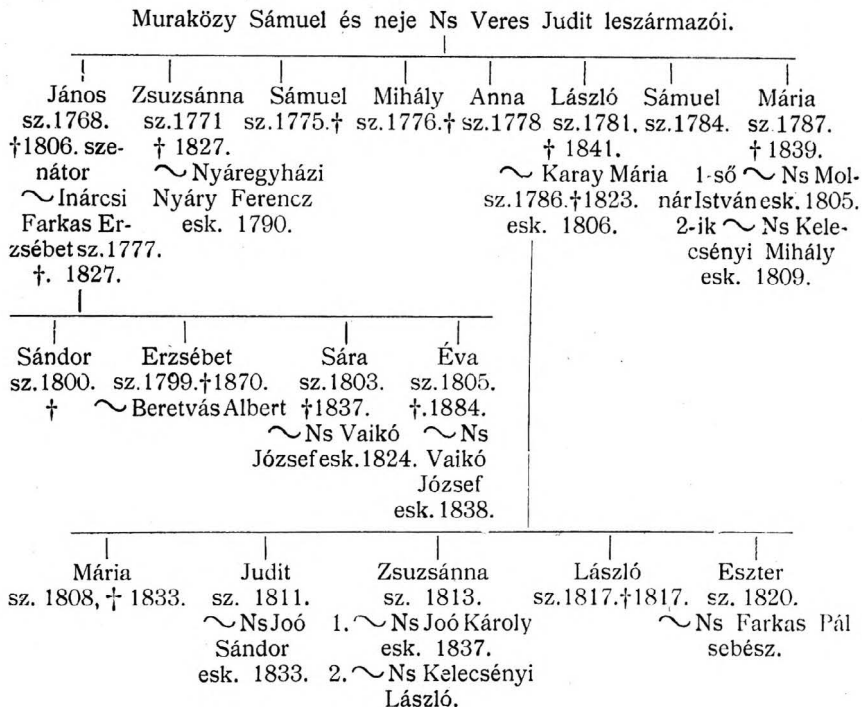 Muraközy Sámuel és neje Ns Veres Judit leszármazói.
János Zsuzsánna Sámuel Mihály Anna László Sámuel Mária
sz.1768. sz.1771 sz.1775.† sz.1776.† sz.1778 sz.1781. sz.1784. sz 1787.
†1806. sze- † 1827. † 1841. † 1839.
nátor ~ Nyáregyházi ~ Karay Mária 1-ső ~ Ns Mol-
~ Inárcsi Nyáry Ferencz sz.1786.†1823. nár István esk. 1805.
Farkas Er- esk. 1790. esk. 1806. 2-ik ~ Ns Kele-
zsébet sz.1777. csényi Mihály
†. 1827. esk. 1809.
Sándor Erzsébet Sára Éva
sz.1800. sz.1799.†1870. sz.1803. sz.1805.
† ~ Beretvás Albert †1837. †.1884.
~ Ns Vaikó ~ Ns
József esk.1824. Vaikó
József
esk. 1838.
Mária Judit Zsuzsánna László Eszter
sz. 1808, † 1833. sz. 1811. sz. 1813. sz.1817.†1817. sz. 1820.
~ Ns Joó 1. ~ Ns Joó Károly ~ Ns Farkas Pál
Sándor esk. 1837. sebész.
esk. 1833. 2. ~ Ns Kelecsényi
László.